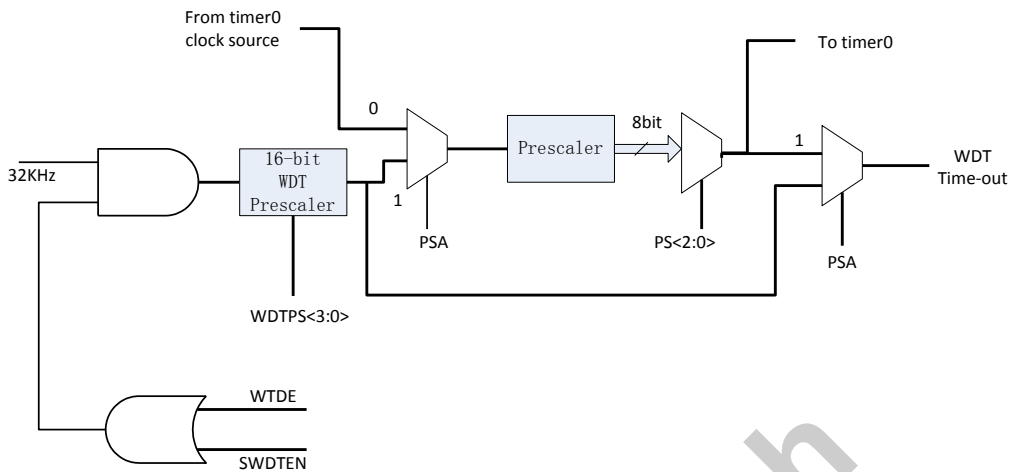 From timer0
clock source
To timer0
0
8bit
1
Prescaler
32KHz
16-bit
WDT
Prescaler
WDT
Time-out
1
PSA
PS<2:0>
PSA
WDTPS<3:0>
WTDE
SWDTEN
h